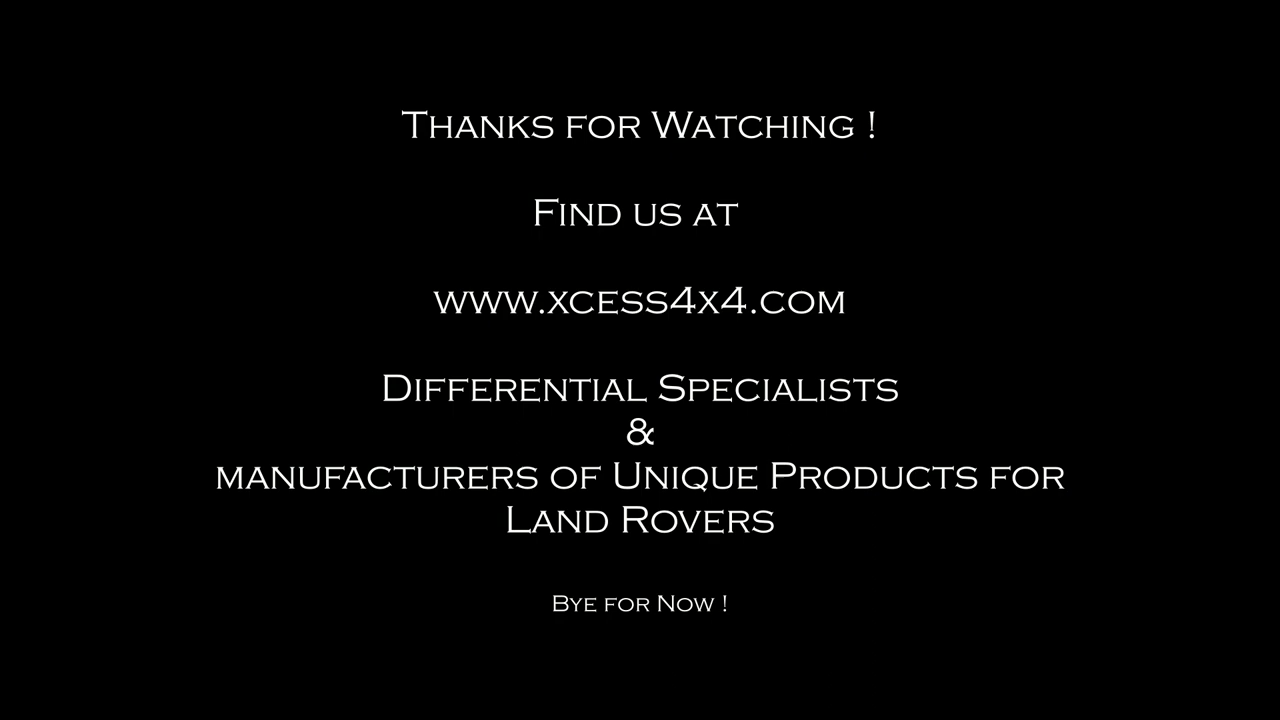 Thanks for Watching !
Find us at
www.xcess4x4.com
Differential Specialists
&
manufacturers of Unique Products for
Land Rovers
Bye for Now !